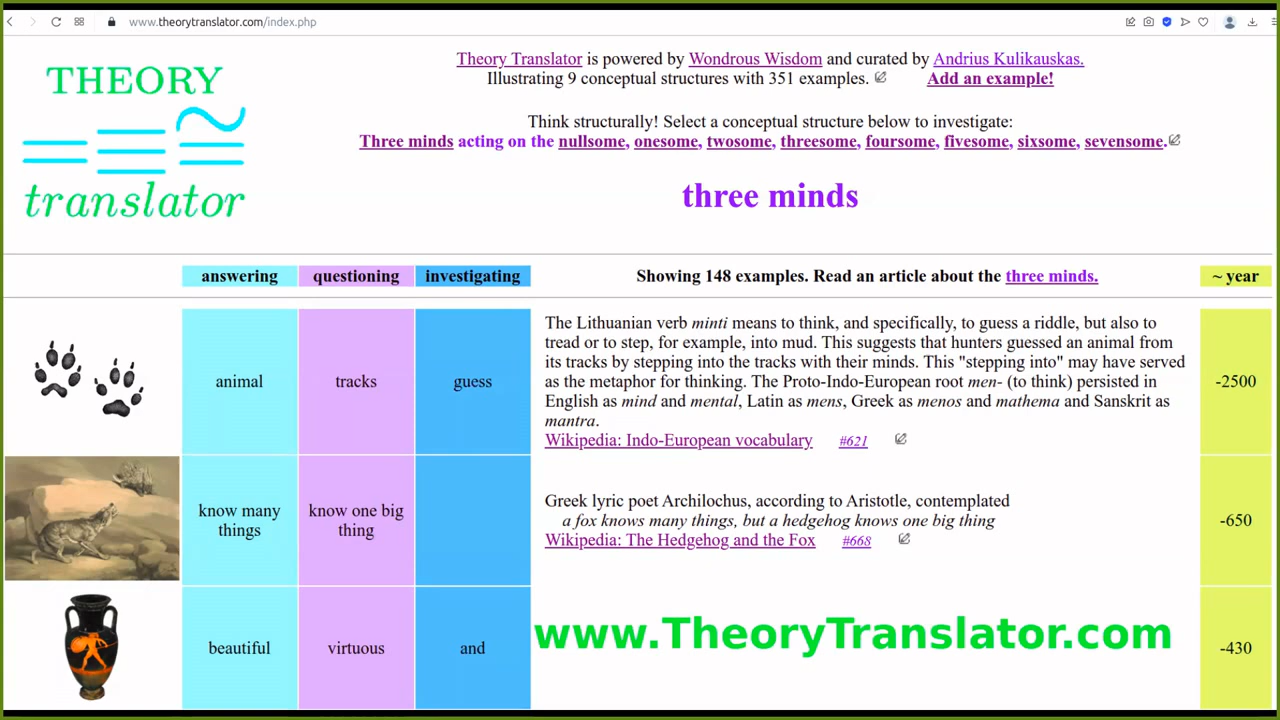 www.theorytranslator.com/index.php
THEORY
translator
Theory Translator is powered by Wondrous Wisdom and curated by Andrius Kulikauskas.
Illustrating 9 conceptual structures with 351 examples. Add an example!
Think structurally! Select a conceptual structure below to investigate:
Three minds acting on the nullsome, onesome, twosome, threesome, foursome, fivesome, sixsome, sevensome.
three minds
answering questioning investigating Showing 148 examples. Read an article about the three minds. ~ year
animal tracks guess
The Lithuanian verb minti means to think, and specifically, to guess a riddle, but also to
tread or to step, for example, into mud. This suggests that hunters guessed an animal from
its tracks by stepping into the tracks with their minds. This "stepping into" may have served
as the metaphor for thinking. The Proto-Indo-European root men- (to think) persisted in
English as mind and mental, Latin as mens, Greek as menos and mathema and Sanskrit as
mantra.
Wikipedia: Indo-European vocabulary #621
-2500
know many
things
know one big
thing
Greek lyric poet Archilochus, according to Aristotle, contemplated
a fox knows many things, but a hedgehog knows one big thing
Wikipedia: The Hedgehog and the Fox #668
-650
beautiful virtuous and
www.TheoryTranslator.com
-430